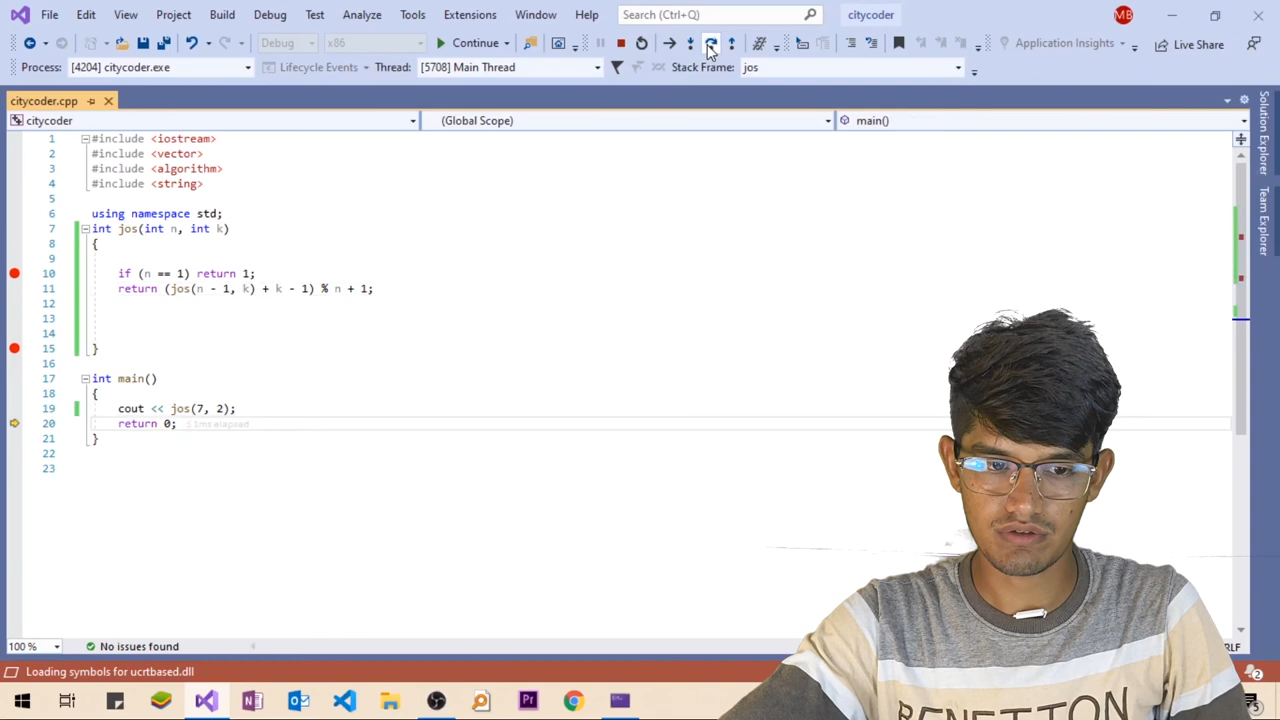 File Edit View Project Build Debug Test Analyze Tools Extensions Window Help Search (Ctrl+Q) citycoder MB
Debug x86 Continue Application Insights Live Share
Process: [4204] citycoder.exe Lifecycle Events Thread: [5708] Main Thread Stack Frame: jos
citycoder.cpp
citycoder (Global Scope) main()
1 #include <iostream>
2 #include <vector>
3 #include <algorithm>
4 #include <string>
5
6 using namespace std;
7 int jos(int n, int k)
8 {
9
10 if (n == 1) return 1;
11 return (jos(n - 1, k) + k - 1) % n + 1;
12
13
14
15 }
16
17 int main()
18 {
19 cout << jos(7, 2);
20 return 0; ≤ 1ms elapsed
21 }
22
23
Solution Explorer
Team Explorer
100 % No issues found
Loading symbols for ucrtbased.dll
2
5
Pr
BENETTON